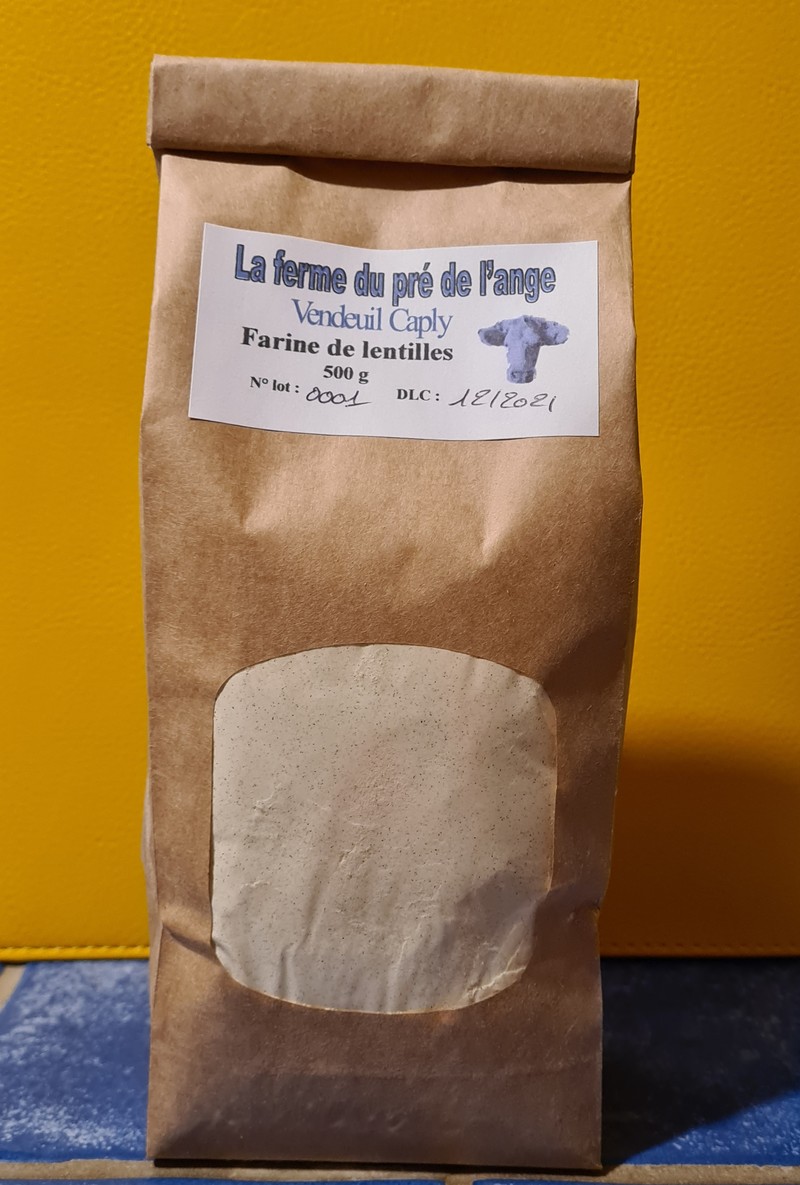 La ferme du pré de l'ange
Vendeuil Caply
Farine de lentilles
500 g
N° lot : 0001 DLC : 12/2021